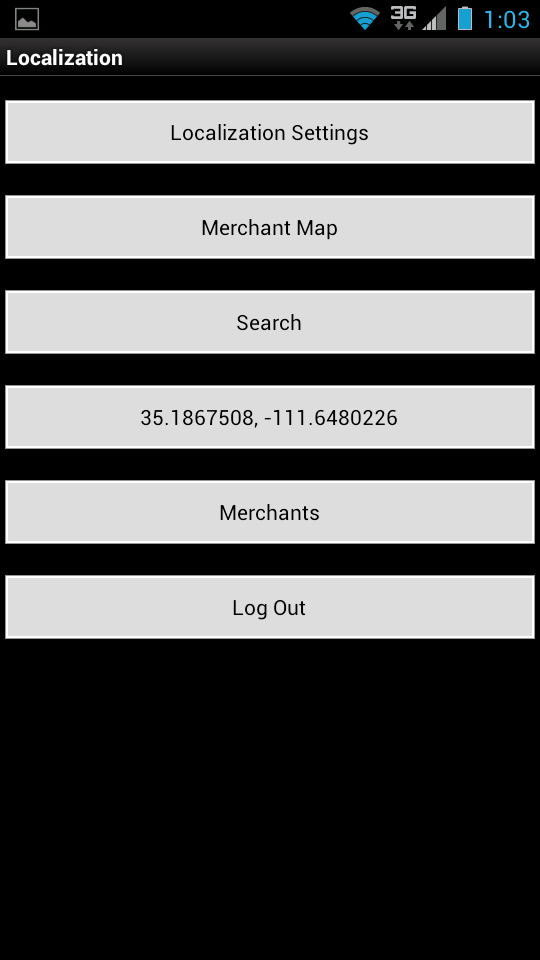 3G 1:03
Localization
Localization Settings
Merchant Map
Search
35.1867508, -111.6480226
Merchants
Log Out